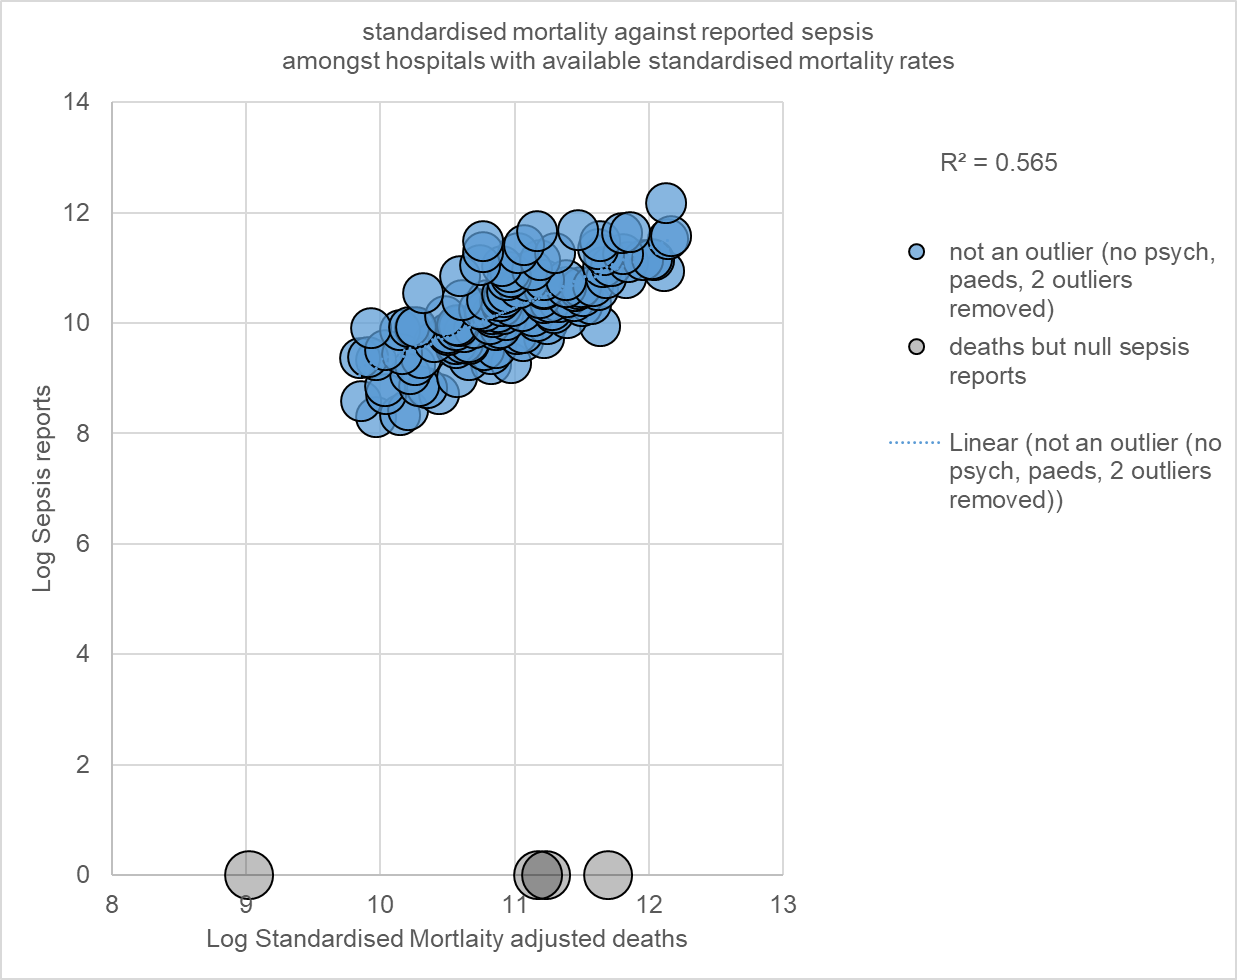 standardised mortality against reported sepsis
amongst hospitals with available standardised mortality rates
14
12
10
8
6
4
2
0
8
9
10
11
12
13
Log Sepsis reports
Log Standardised Mortlaity adjusted deaths
R² = 0.565
not an outlier (no psych,
paeds, 2 outliers
removed)
deaths but null sepsis
reports
Linear (not an outlier (no
psych, paeds, 2 outliers
removed))